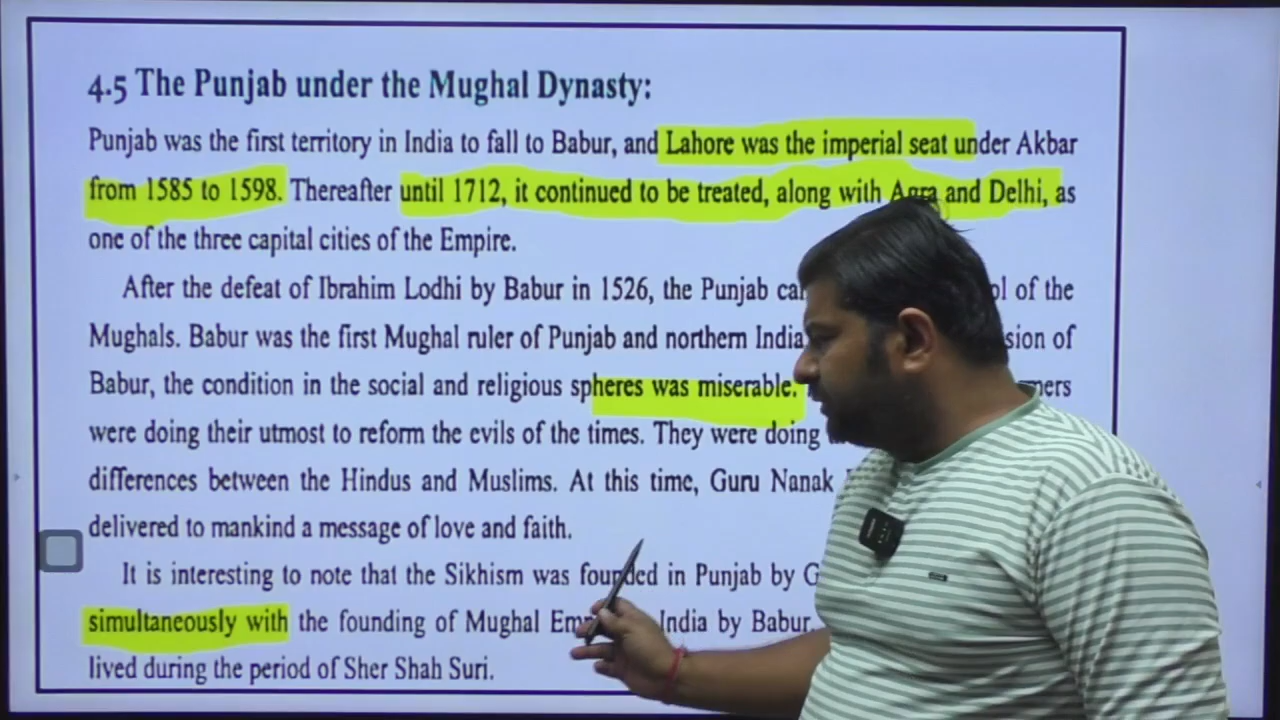 4.5 The Punjab under the Mughal Dynasty:
Punjab was the first territory in India to fall to Babur, and Lahore was the imperial seat under Akbar
from 1585 to 1598. Thereafter until 1712, it continued to be treated, along with Agra and Delhi, as
one of the three capital cities of the Empire.
After the defeat of Ibrahim Lodhi by Babur in 1526, the Punjab of the
Mughals. Babur was the first Mughal ruler of Punjab and northern India of
Babur, the condition in the social and religious spheres was miserable.
were doing their utmost to reform the evils of the times. They were doing
differences between the Hindus and Muslims. At this time, Guru Nanak
delivered to mankind a message of love and faith.
It is interesting to note that the Sikhism was founded in Punjab by
simultaneously with the founding of Mughal India by Babur.
lived during the period of Sher Shah Suri.